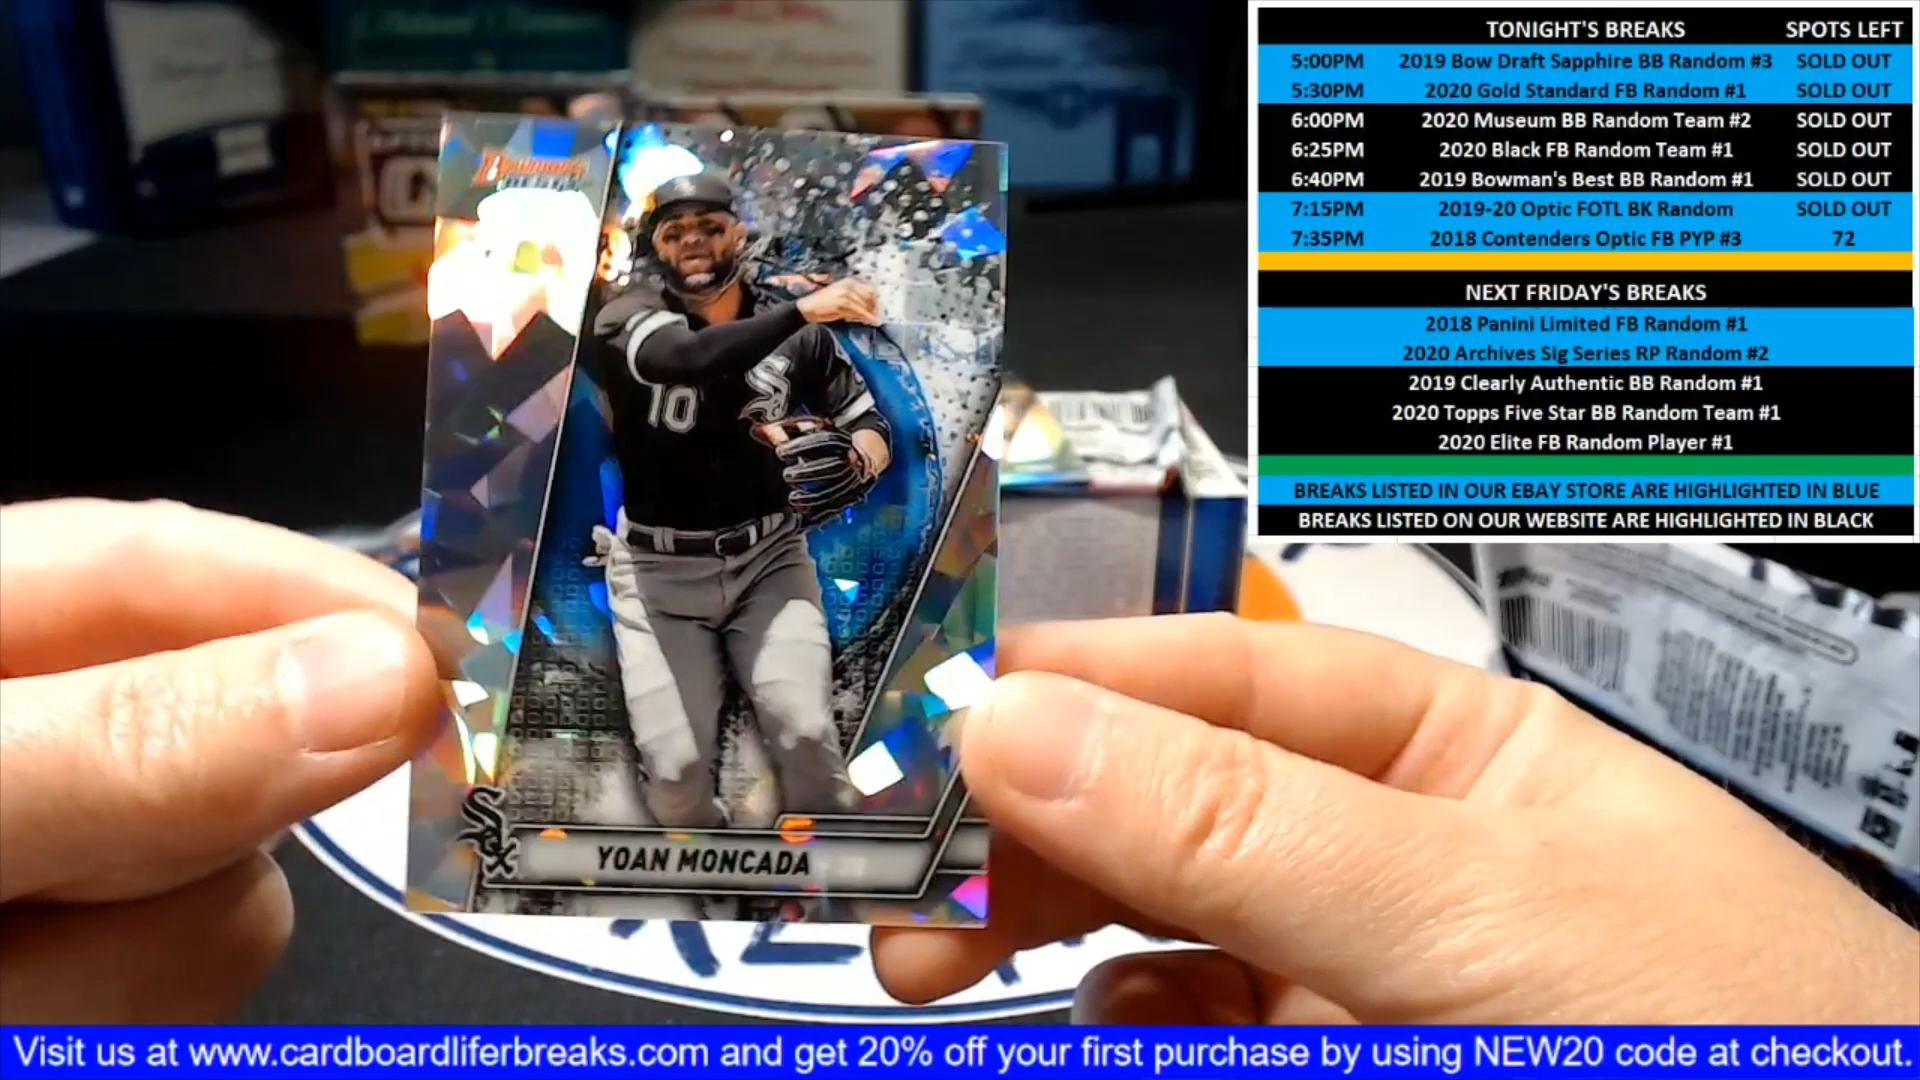 TONIGHT'S BREAKS SPOTS LEFT
5:00PM 2019 Bow Draft Sapphire BB Random #3 SOLD OUT
5:30PM 2020 Gold Standard FB Random #1 SOLD OUT
6:00PM 2020 Museum BB Random Team #2 SOLD OUT
6:25PM 2020 Black FB Random Team #1 SOLD OUT
6:40PM 2019 Bowman's Best BB Random #1 SOLD OUT
7:15PM 2019-20 Optic FOTL BK Random SOLD OUT
7:35PM 2018 Contenders Optic FB PYP #3 72
NEXT FRIDAY'S BREAKS
2018 Panini Limited FB Random #1
2020 Archives Sig Series RP Random #2
2019 Clearly Authentic BB Random #1
2020 Topps Five Star BB Random Team #1
2020 Elite FB Random Player #1
BREAKS LISTED IN OUR EBAY STORE ARE HIGHLIGHTED IN BLUE
BREAKS LISTED ON OUR WEBSITE ARE HIGHLIGHTED IN BLACK
Bowman's
10
Sox
Sox
YOAN MONCADA
Visit us at www.cardboardliferbreaks.com and get 20% off your first purchase by using NEW20 code at checkout.